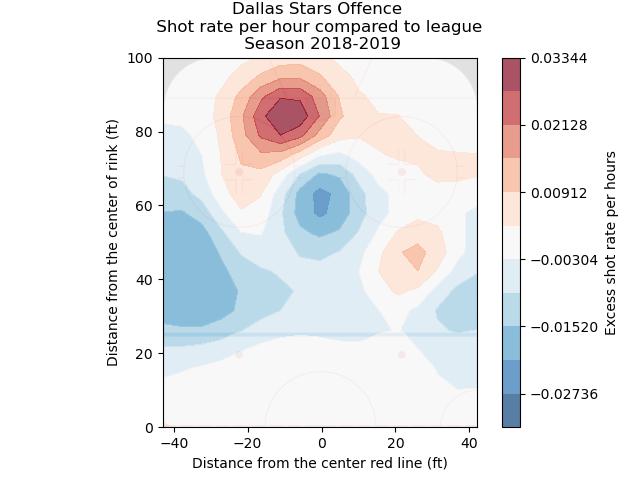 Dallas Stars Offence
Shot rate per hour compared to league
Season 2018-2019
100
80
60
40
20
0
Distance from the center of rink (ft)
−40
−20
0
20
40
Distance from the center red line (ft)
0.03344
0.02128
0.00912
−0.00304
−0.01520
−0.02736
Excess shot rate per hours